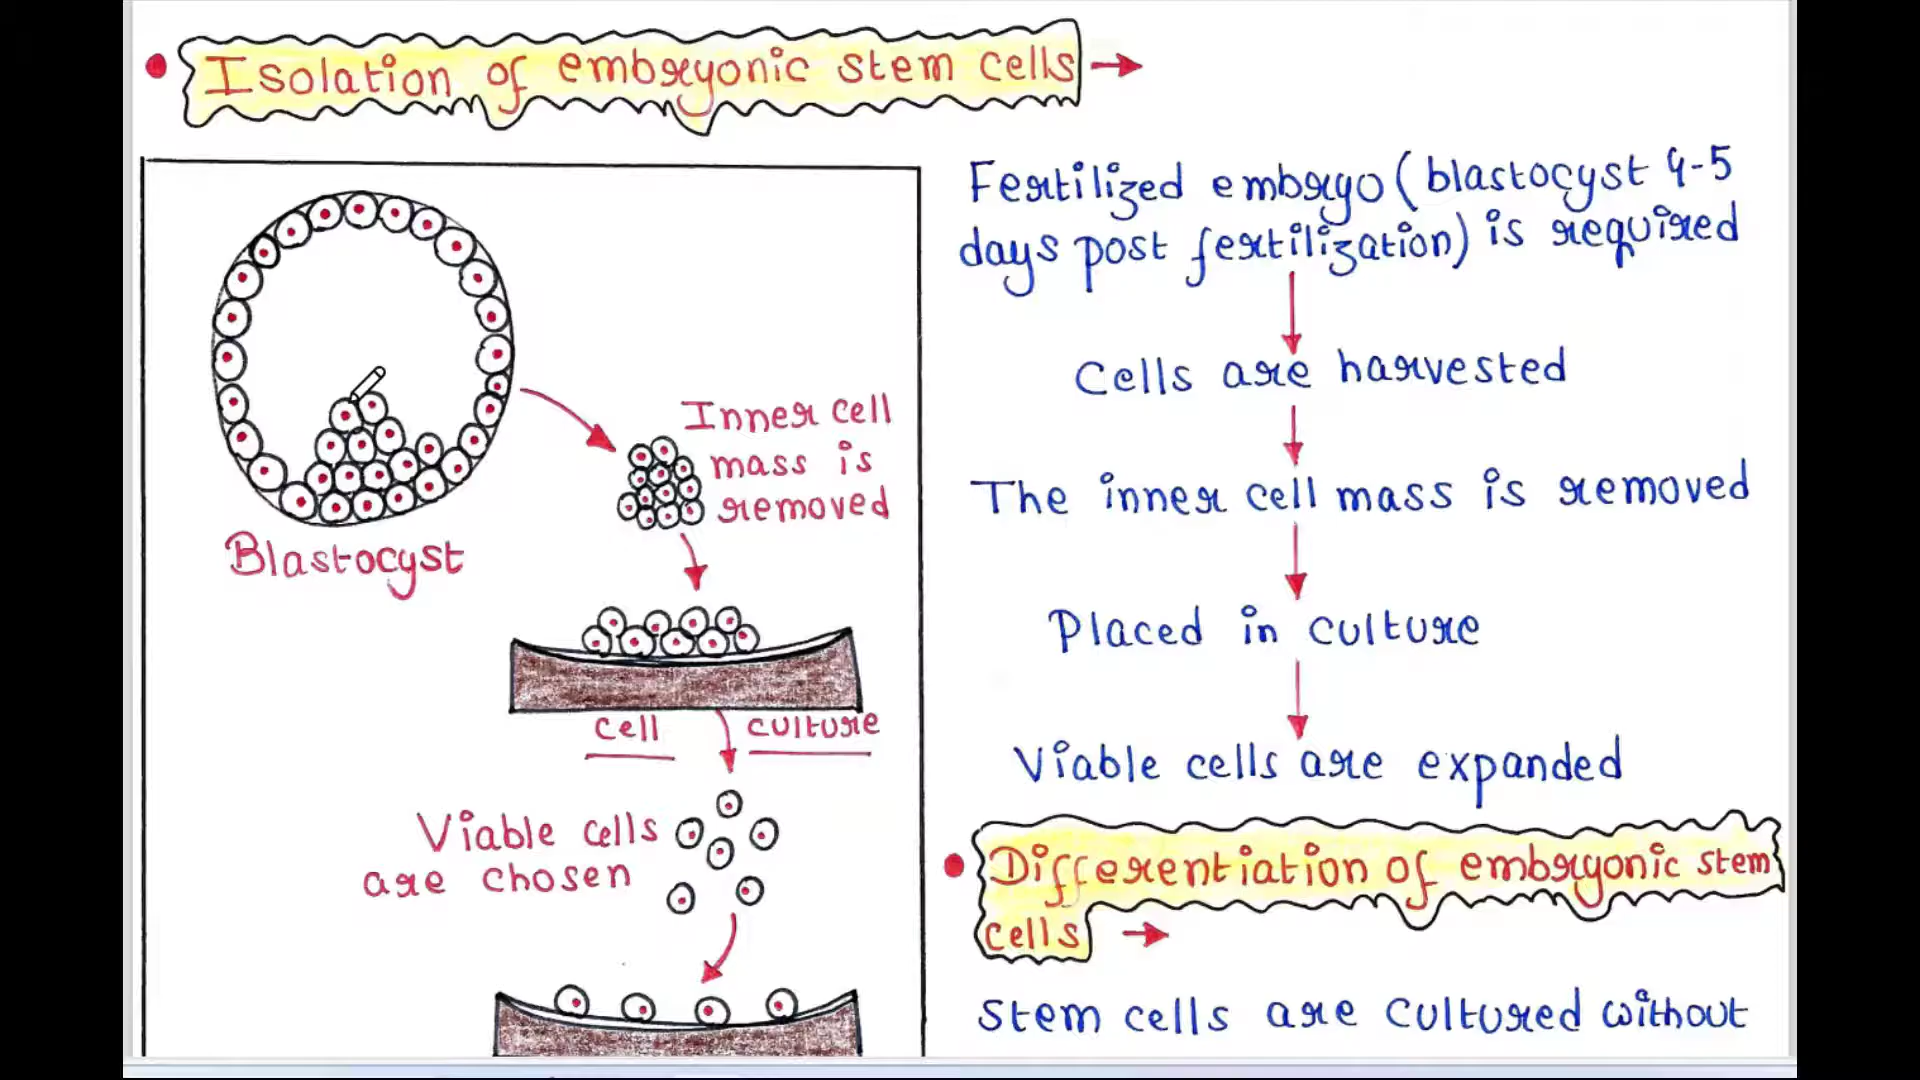 Isolation of embryonic stem cells
Blastocyst
Inner cell
mass is
removed
cell culture
Viable cells
are chosen
Fertilized embryo (blastocyst 4-5
days post fertilization) is required
Cells are harvested
The inner cell mass is removed
Placed in culture
Viable cells are expanded
Differentiation of embryonic stem
cells
Stem cells are cultured without